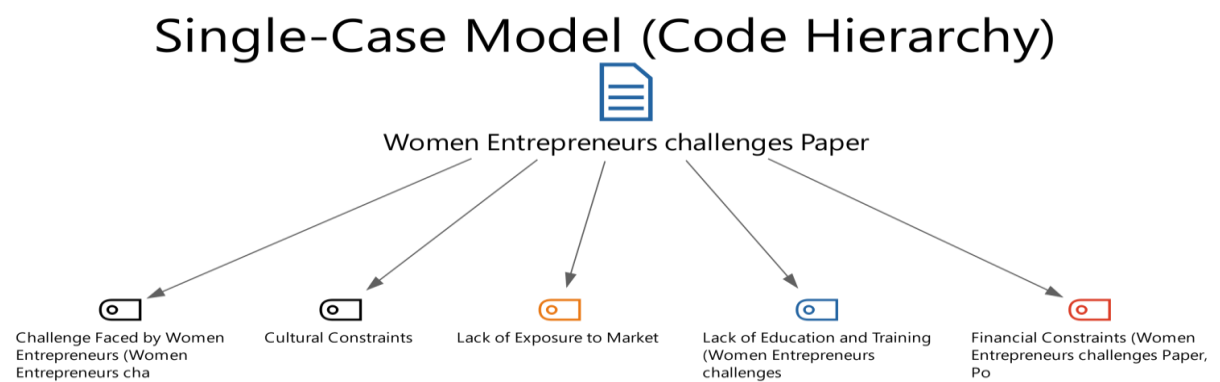 Single-Case Model (Code Hierarchy)
Women Entrepreneurs challenges Paper
Challenge Faced by Women
Entrepreneurs (Women
Entrepreneurs cha
Cultural Constraints
Lack of Exposure to Market
Lack of Education and Training
(Women Entrepreneurs
challenges
Financial Constraints (Women
Entrepreneurs challenges Paper,
Po